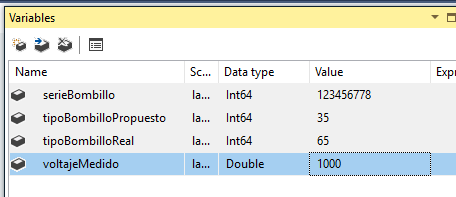 Variables
Name Sc... Data type Value Expr
serieBombillo la... Int64 123456778
tipoBombilloPropuesto la... Int64 35
tipoBombilloReal la... Int64 65
voltajeMedido la... Double 1000